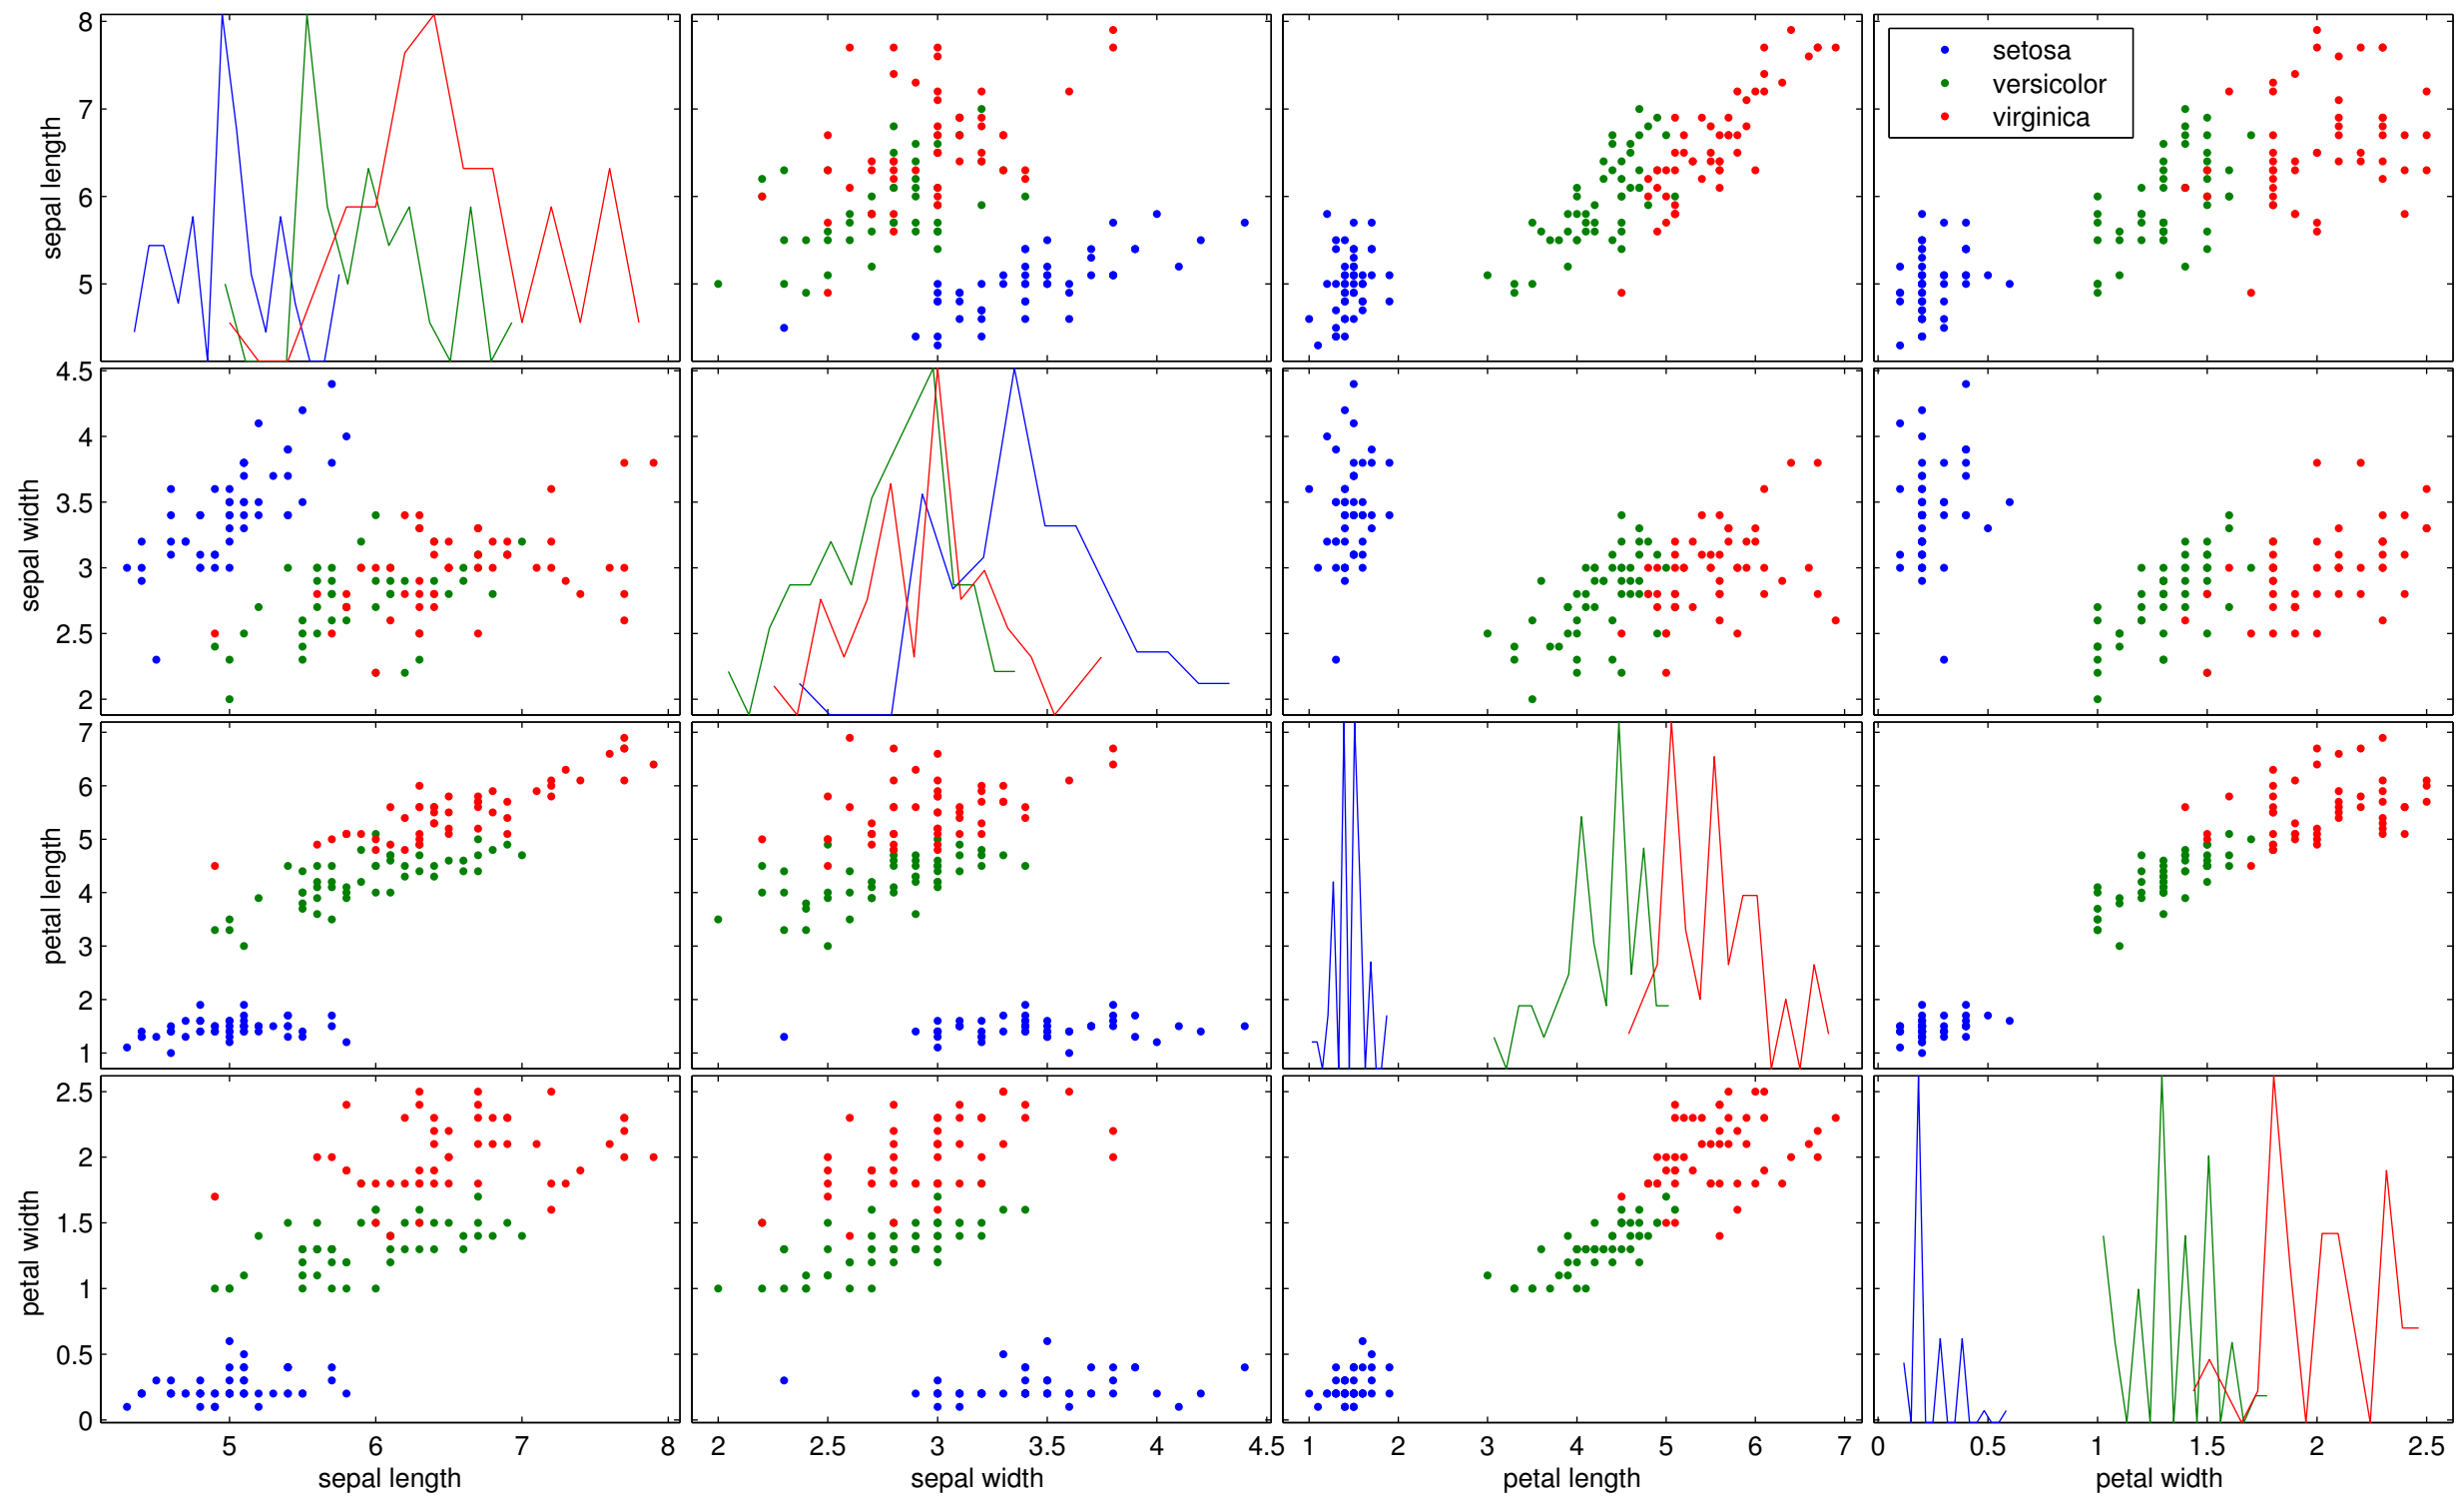 8
7
6
5
sepal length
setosa
versicolor
virginica
4.5
4
3.5
3
2.5
2
sepal width
7
6
5
4
3
2
1
petal length
2.5
2
1.5
1
0.5
0
petal width
5 6 7 8
2 2.5 3 3.5 4 4.5
1 2 3 4 5 6 7
0 0.5 1 1.5 2 2.5
sepal length
sepal width
petal length
petal width